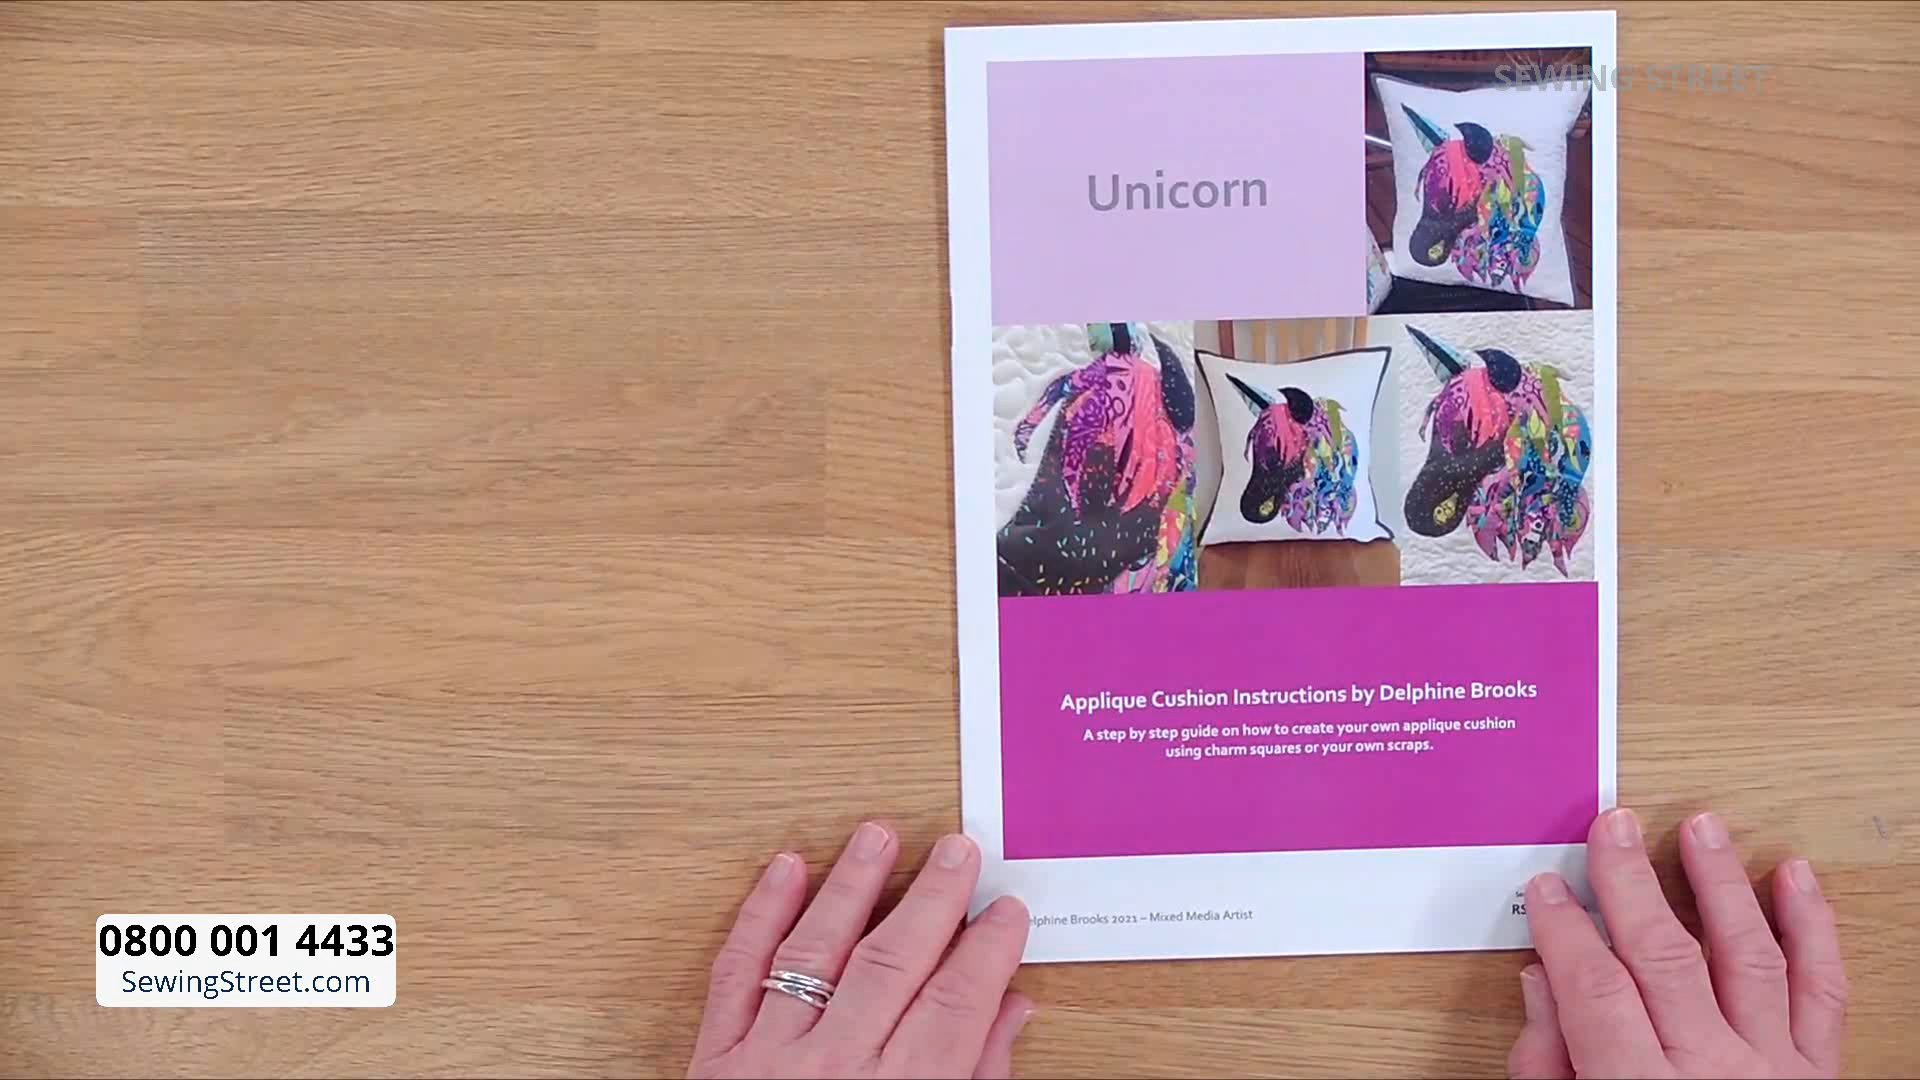 SEWING STREET
Unicorn
Applique Cushion Instructions by Delphine Brooks
A step by step guide on how to create your own applique cushion
using charm squares or your own scraps.
Brooks 2021 – Mixed Media Artist
0800 001 4433
SewingStreet.com